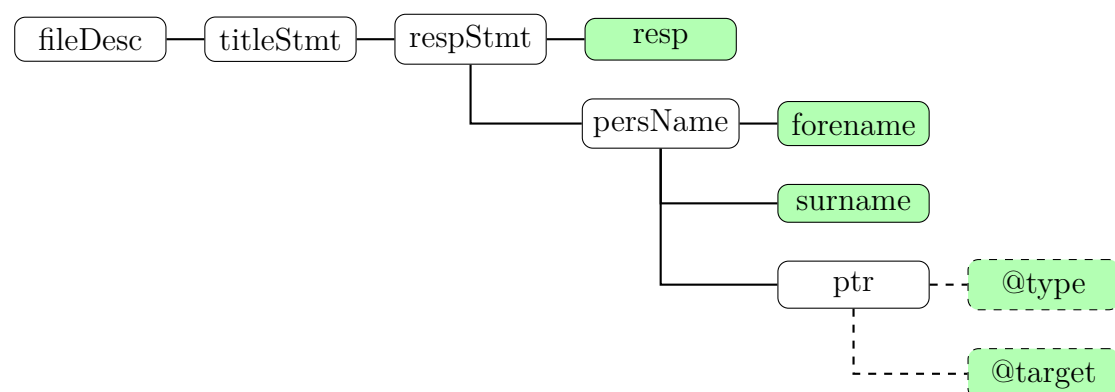 fileDesc titleStmt respStmt resp
persName forename
surname
ptr @type
@target